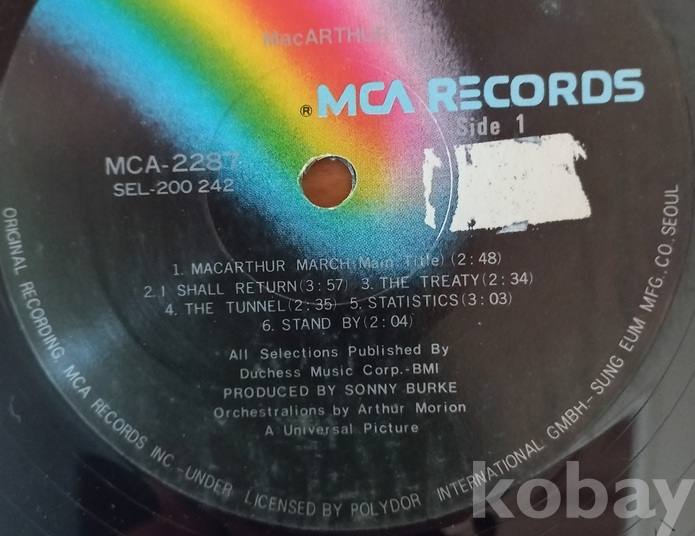 MacARTHUR
® MCA RECORDS
Side 1
MCA-2287
SEL-200 242
1. MACARTHUR MARCH(Main Title)(2:48)
2. I SHALL RETURN(3:57) 3. THE TREATY(2:34)
4. THE TUNNEL(2:35) 5. STATISTICS(3:03)
6. STAND BY(2:04)
All Selections Published By
Duchess Music Corp.-BMI
PRODUCED BY SONNY BURKE
Orchestralions by Arthur Morion
A Universal Picture
ORIGINAL RECORDING, MCA RECORDS INC -UNDER LICENSED BY POLYDOR INTERNATIONAL GMBH.-SUNG EUM MFG. CO. SEOUL
kobay